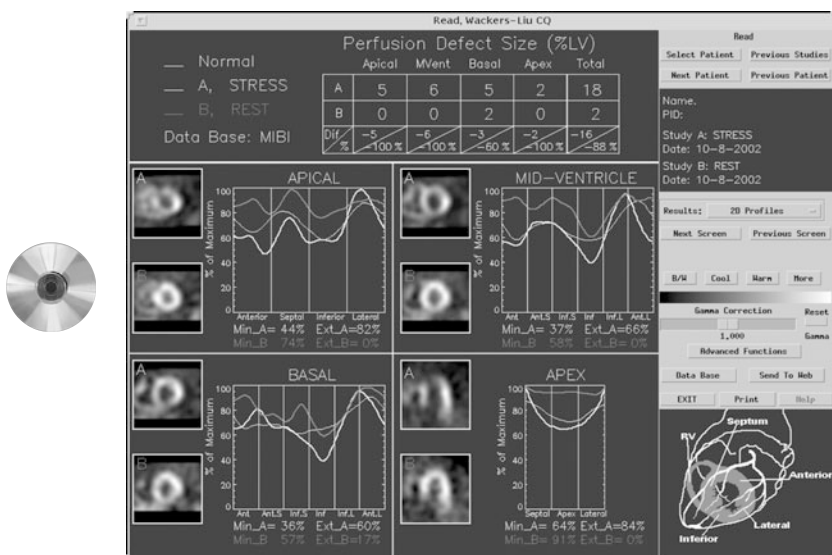 Read, Wackers-Liu CQ
Perfusion Defect Size (%LV)
Normal
A, STRESS
B, REST
Data Base: MIBI
Apical MVent Basal Apex Total
A 5 6 5 2 18
B 0 0 2 0 2
Dif/% -5/-100% -6/-100% -3/-60% -2/-100% -16/-88%
A
B
APICAL
% of Maximum
100
80
60
40
20
0
Anterior Septal Inferior Lateral
Min_A= 44% Ext_A=82%
Min_B 74% Ext_B= 0%
A
B
MID-VENTRICLE
% of Maximum
100
80
60
40
20
0
Ant Ant.S Inf.S Inf Inf.L Ant.L
Min_A= 37% Ext_A=66%
Min_B 58% Ext_B= 0%
A
B
BASAL
% of Maximum
100
80
60
40
20
0
Ant Ant.S Inf.S Inf Inf.L Ant.L
Min_A= 36% Ext_A=60%
Min_B 57% Ext_B=17%
A
B
APEX
% of Maximum
100
80
60
40
20
0
Septal Apex Lateral
Min_A= 64% Ext_A=84%
Min_B= 91% Ext_B= 0%
Read
Select Patient Previous Studies
Next Patient Previous Patient
Name.
PID:
Study A: STRESS
Date: 10-8-2002
Study B: REST
Date: 10-8-2002
Results: 2D Profiles
Next Screen Previous Screen
B/W Cool Warm More
Gamma Correction Reset
1,000 Gamma
Advanced Functions
Data Base Send To Web
EXIT Print Help
Septum
RV
Anterior
Lateral
Inferior